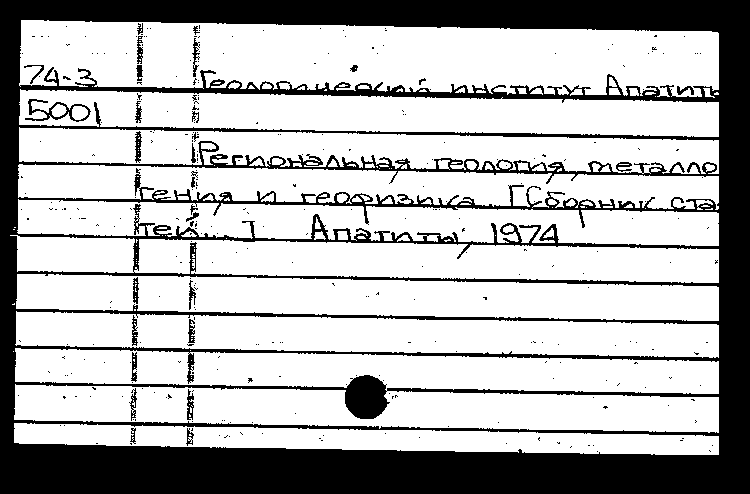 74-3 Геологический институт Апатиты
5001
Региональная геология, металло
гения и геофизика [Сборник ста
тей...] Апатиты, 1974